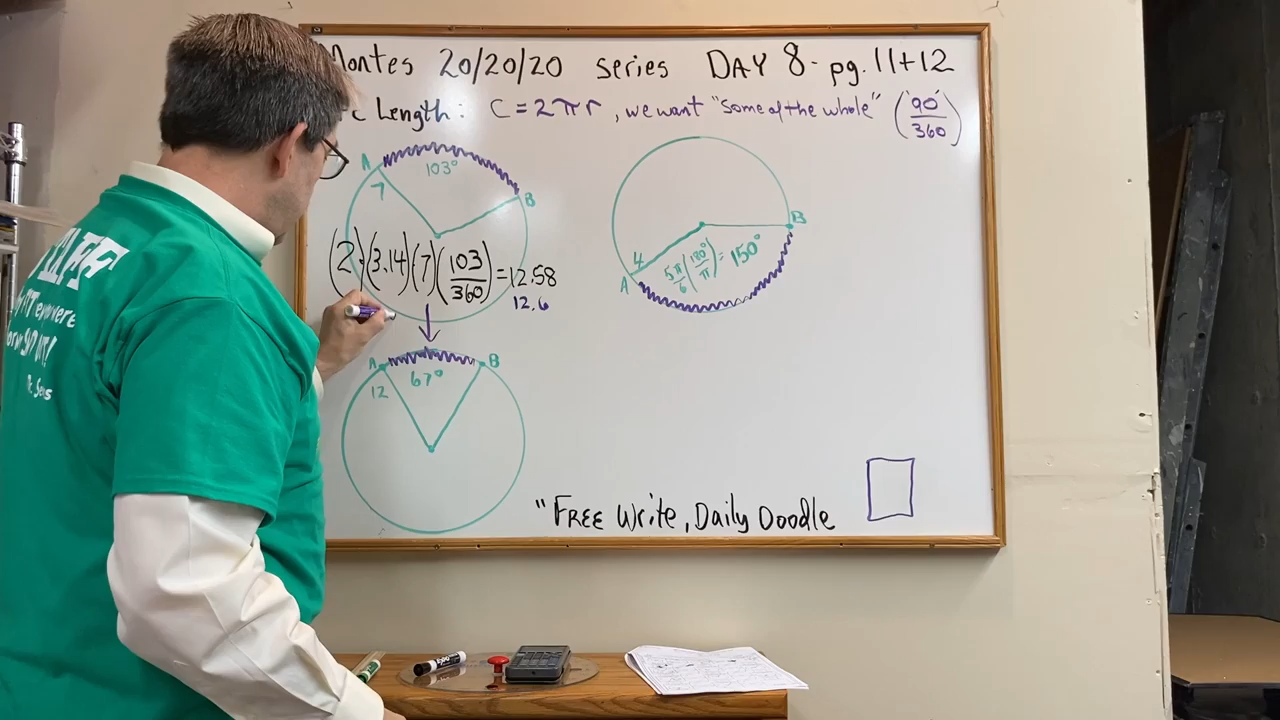 Montes 20/20/20 series DAY 8- pg. 11+12
Length: C=2πr, we want "some of the whole" (90/360)
A
7
103°
B
(2)(3.14)(7)(103/360)=12.58
12.6
A
B
12
67°
B
4
A
5π/6(180°/π)=150°
"FREE Write, Daily Doodle